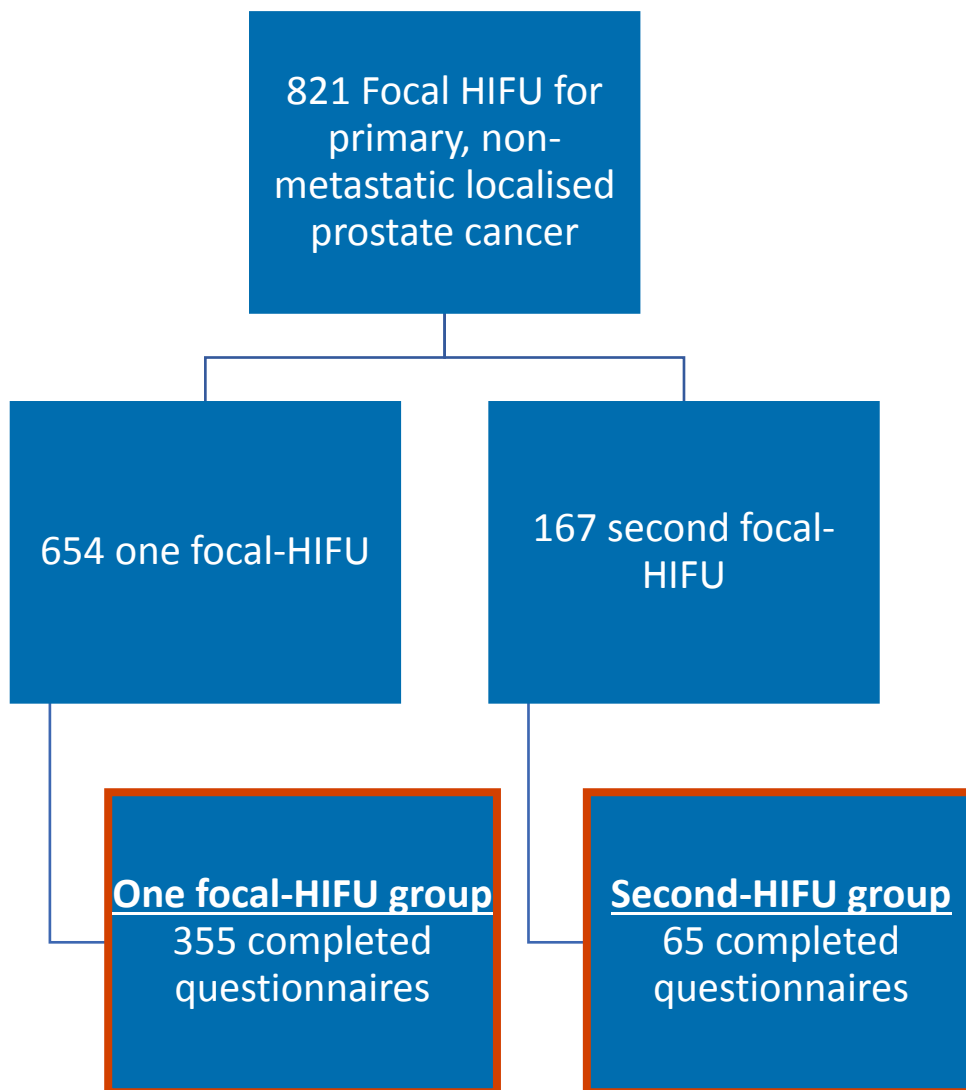 821 Focal HIFU for
primary, non-
metastatic localised
prostate cancer
654 one focal-HIFU
167 second focal-
HIFU
One focal-HIFU group
355 completed
questionnaires
Second-HIFU group
65 completed
questionnaires